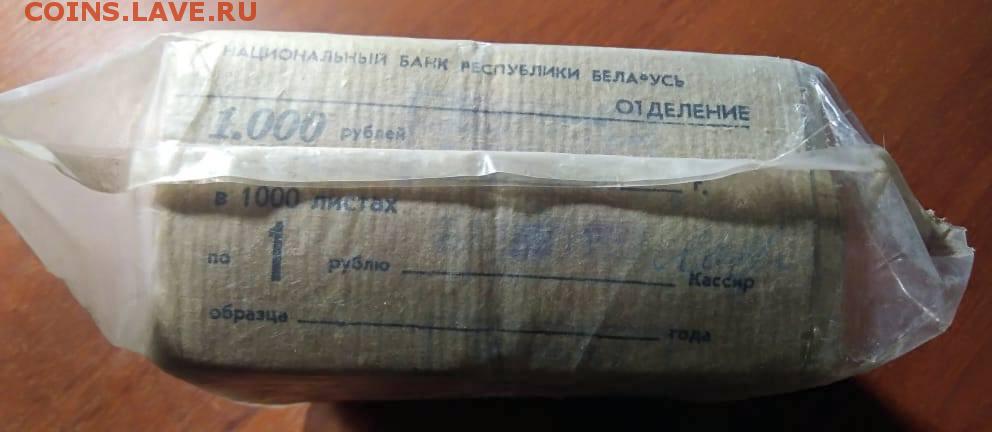 COINS.LAVE.RU
НАЦИОНАЛЬНЫЙ БАНК РЕСПУБЛИКИ БЕЛАРУСЬ
ОТДЕЛЕНИЕ
1.000 рублей
г.
в 1000 листах
по 1 рублю Кассир
образца года